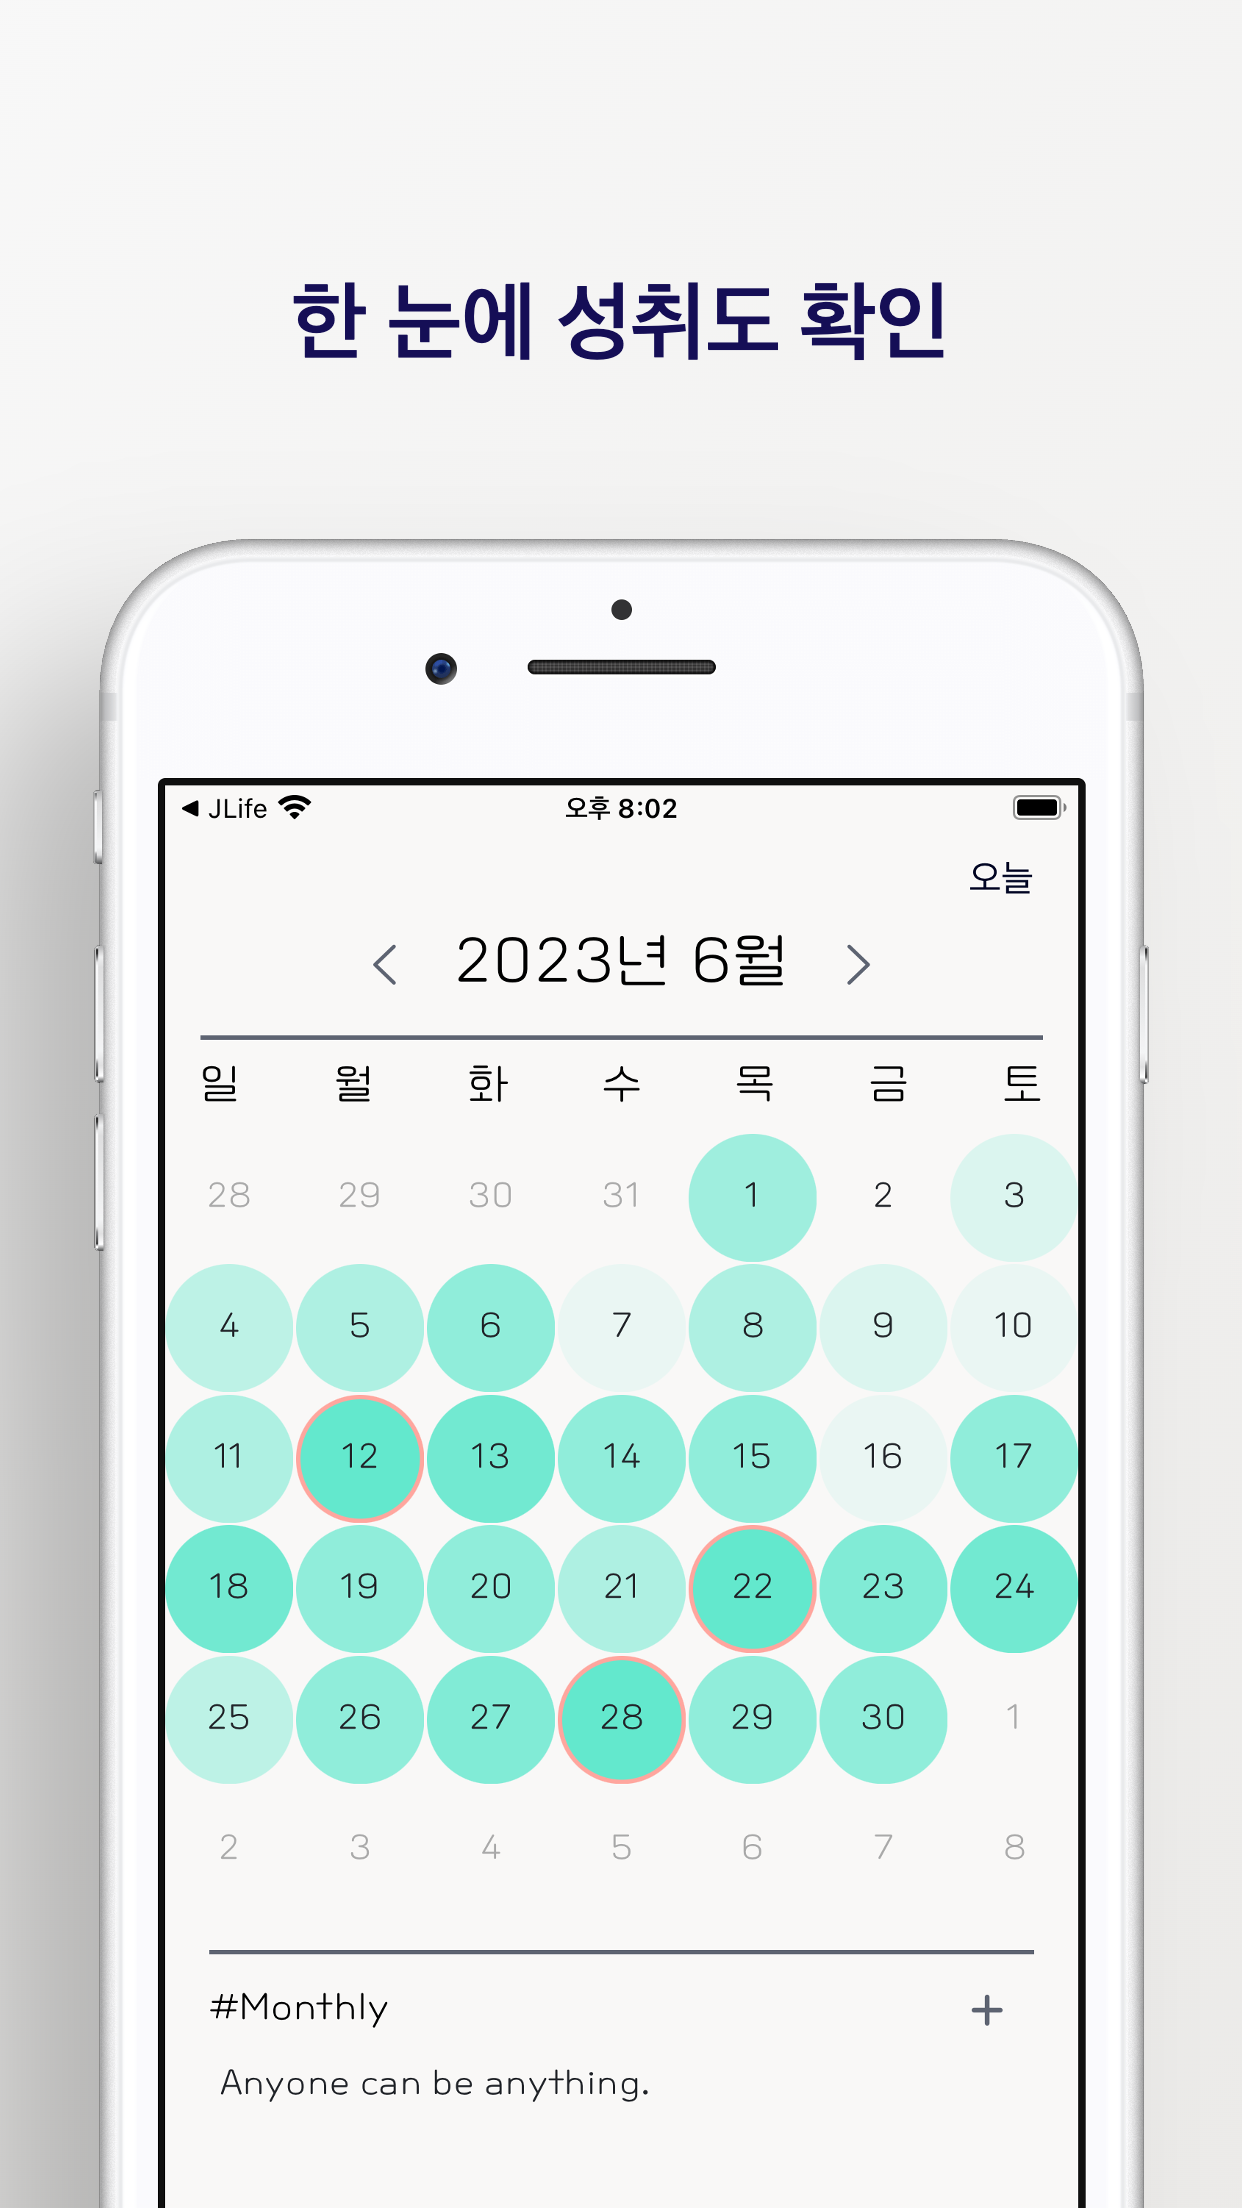 한 눈에 성취도 확인
◀ JLife 오후 8:02
오늘
< 2023년 6월 >
일 월 화 수 목 금 토
28 29 30 31 1 2 3
4 5 6 7 8 9 10
11 12 13 14 15 16 17
18 19 20 21 22 23 24
25 26 27 28 29 30 1
2 3 4 5 6 7 8
#Monthly +
Anyone can be anything.